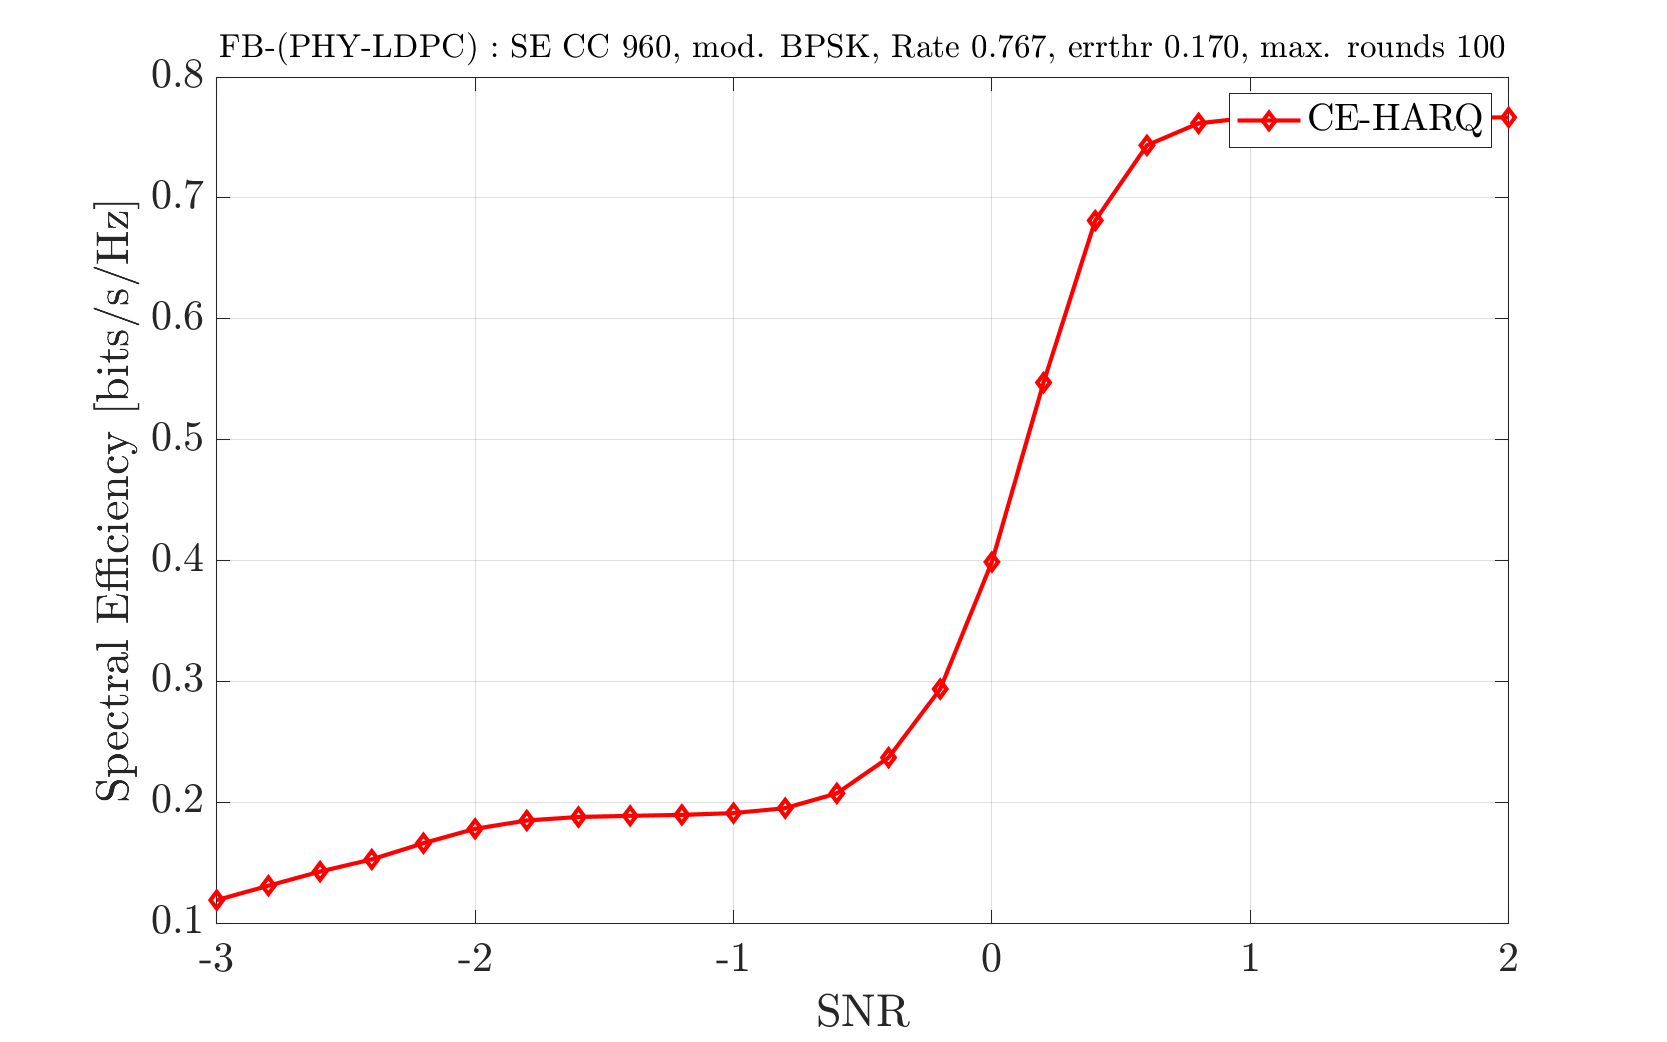 FB-(PHY-LDPC) : SE CC 960, mod. BPSK, Rate 0.767, errthr 0.170, max. rounds 100
CE-HARQ
Spectral Efficiency [bits/s/Hz]
0.8
0.7
0.6
0.5
0.4
0.3
0.2
0.1
-3 -2 -1 0 1 2
SNR